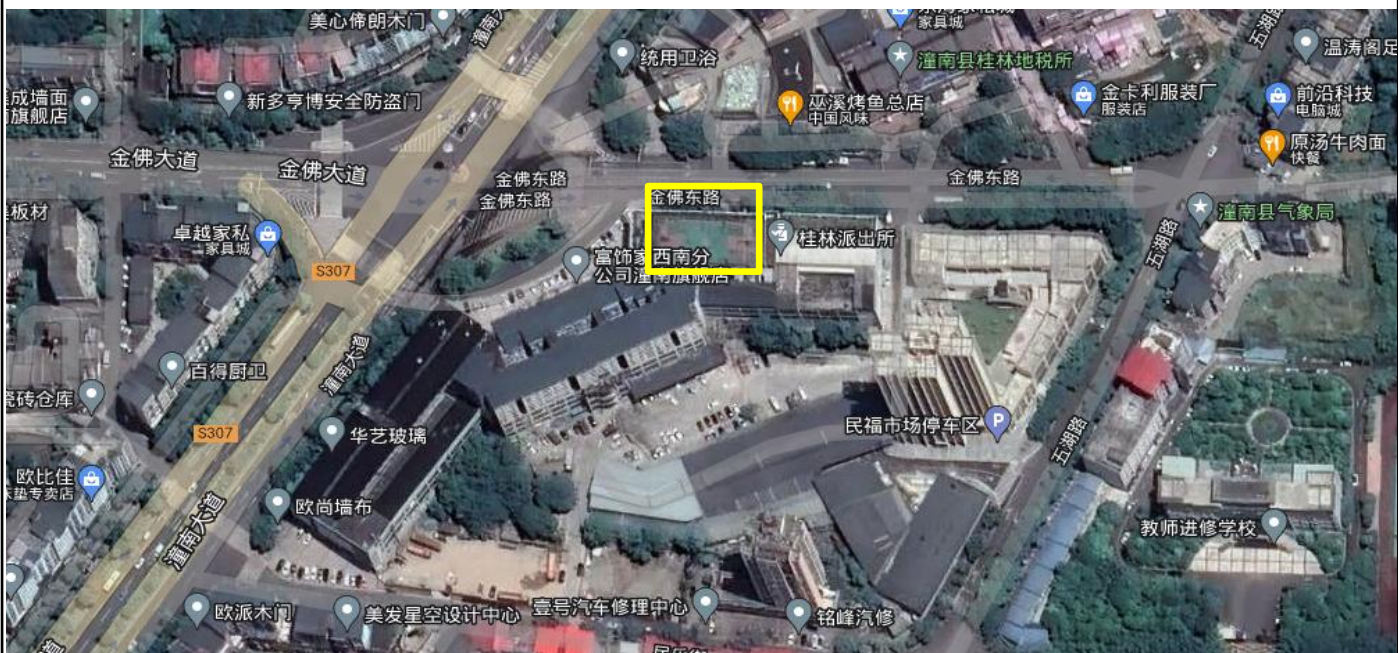 美心俤朗木门
家具城
五湖路
统用卫浴
潼南县桂林地税所
温涛阁足
新多亨博安全防盗门
巫溪烤鱼总店
中国风味
金卡利服装厂
服装店
前沿科技
电脑城
原汤牛肉面
快餐
金佛大道
金佛大道
金佛东路
金佛东路
金佛东路
金佛东路
板材
卓越家私
家具城
桂林派出所
潼南县气象局
五湖路
富饰家西南分
公司潼南旗舰店
S307
潼南大道
百得厨卫
瓷砖仓库
S307
华艺玻璃
民福市场停车区
P
五湖路
欧比佳
床垫专卖店
欧尚墙布
潼南大道
教师进修学校
欧派木门
美发星空设计中心
壹号汽车修理中心
铭峰汽修